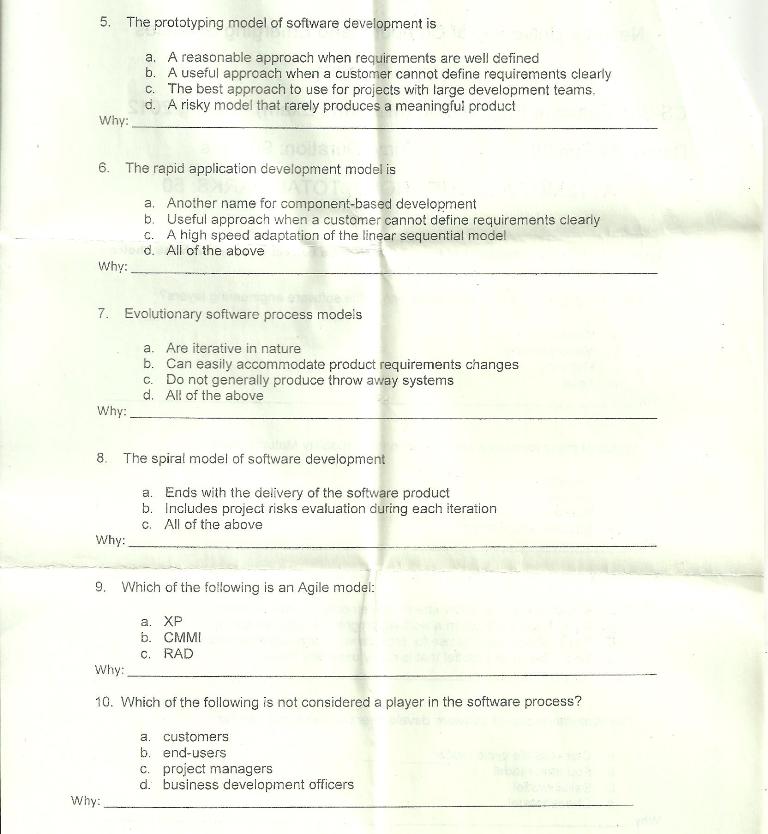 5. The prototyping model of software development is
a. A reasonable approach when requirements are well defined
b. A useful approach when a customer cannot define requirements clearly
c. The best approach to use for projects with large development teams.
d. A risky model that rarely produces a meaningful product
Why:
6. The rapid application development model is
a. Another name for component-based development
b. Useful approach when a customer cannot define requirements clearly
c. A high speed adaptation of the linear sequential model
d. All of the above
Why:
7. Evolutionary software process models
a. Are iterative in nature
b. Can easily accommodate product requirements changes
c. Do not generally produce throw away systems
d. All of the above
Why:
8. The spiral model of software development
a. Ends with the delivery of the software product
b. Includes project risks evaluation during each iteration
c. All of the above
Why:
9. Which of the following is an Agile model:
a. XP
b. CMMI
c. RAD
Why:
10. Which of the following is not considered a player in the software process?
a. customers
b. end-users
c. project managers
d. business development officers
Why: